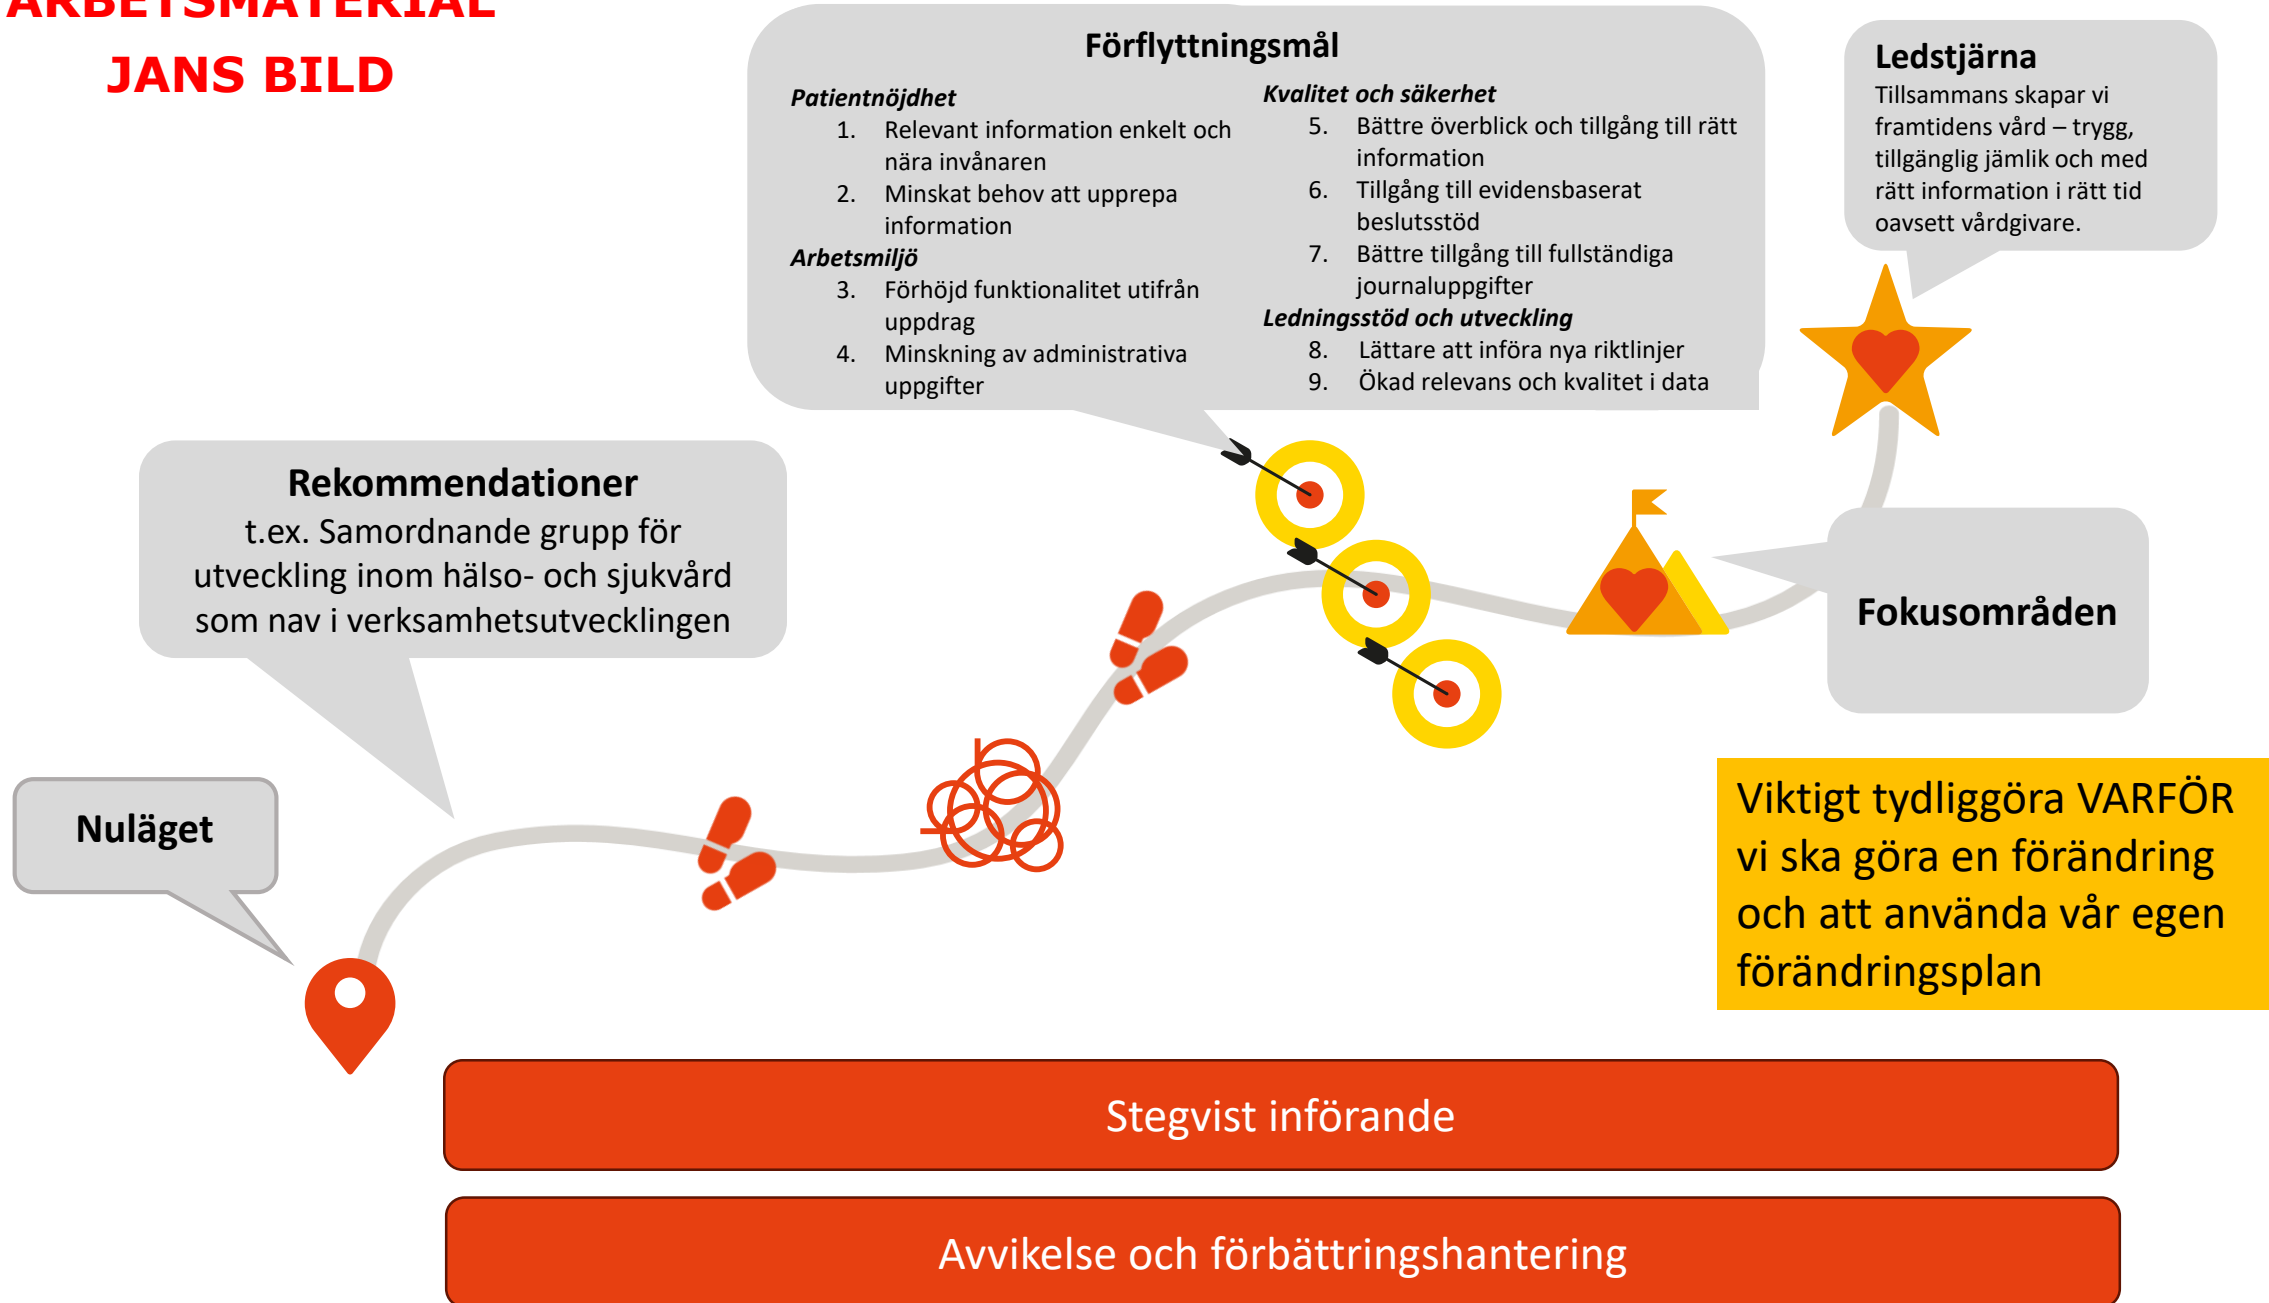 ARBETSMATERIAL
JANS BILD
Förflyttningsmål
Patientnöjdhet
1. Relevant information enkelt och
nära invånaren
2. Minskat behov att upprepa
information
Arbetsmiljö
3. Förhöjd funktionalitet utifrån
uppdrag
4. Minskning av administrativa
uppgifter
Kvalitet och säkerhet
5. Bättre överblick och tillgång till rätt
information
6. Tillgång till evidensbaserat
beslutsstöd
7. Bättre tillgång till fullständiga
journaluppgifter
Ledningsstöd och utveckling
8. Lättare att införa nya riktlinjer
9. Ökad relevans och kvalitet i data
Ledstjärna
Tillsammans skapar vi
framtidens vård – trygg,
tillgänglig jämlik och med
rätt information i rätt tid
oavsett vårdgivare.
Rekommendationer
t.ex. Samordnande grupp för
utveckling inom hälso- och sjukvård
som nav i verksamhetsutvecklingen
Fokusområden
Nuläget
Viktigt tydliggöra VARFÖR
vi ska göra en förändring
och att använda vår egen
förändringsplan
Stegvist införande
Avvikelse och förbättringshantering